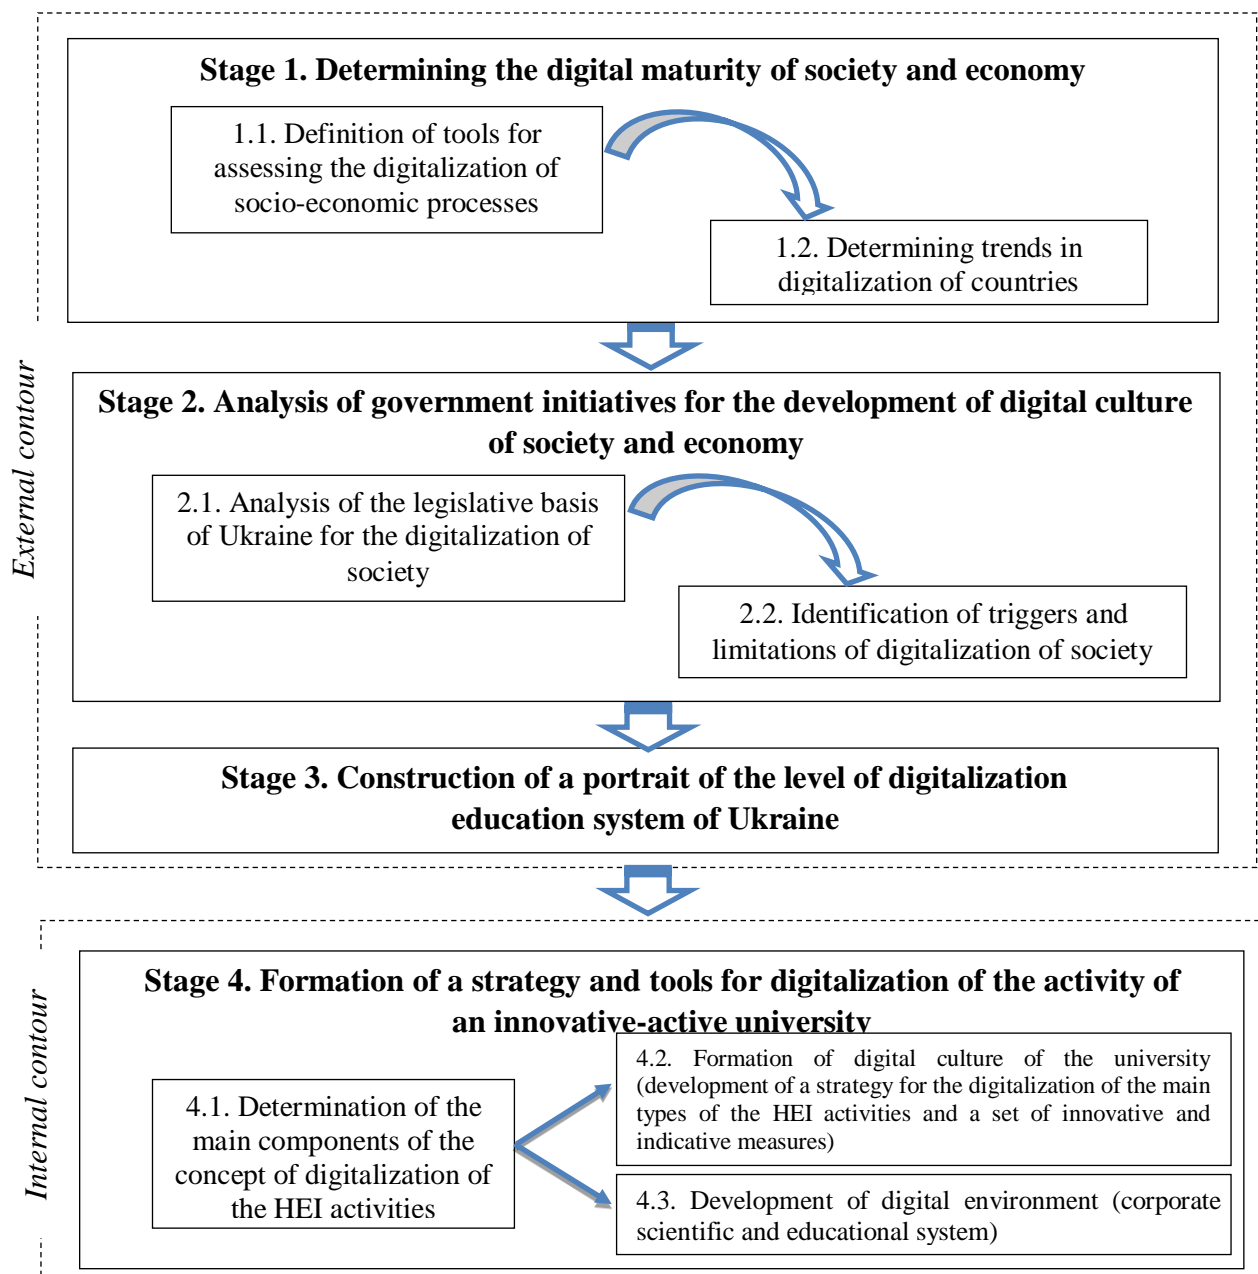 Stage 1. Determining the digital maturity of society and economy
1.1. Definition of tools for
assessing the digitalization of
socio-economic processes
1.2. Determining trends in
digitalization of countries
External contour
Stage 2. Analysis of government initiatives for the development of digital culture
of society and economy
2.1. Analysis of the legislative basis
of Ukraine for the digitalization of
society
2.2. Identification of triggers and
limitations of digitalization of society
Stage 3. Construction of a portrait of the level of digitalization
education system of Ukraine
Internal contour
Stage 4. Formation of a strategy and tools for digitalization of the activity of
an innovative-active university
4.1. Determination of the
main components of the
concept of digitalization of
the HEI activities
4.2. Formation of digital culture of the university
(development of a strategy for the digitalization of the main
types of the HEI activities and a set of innovative and
indicative measures)
4.3. Development of digital environment (corporate
scientific and educational system)